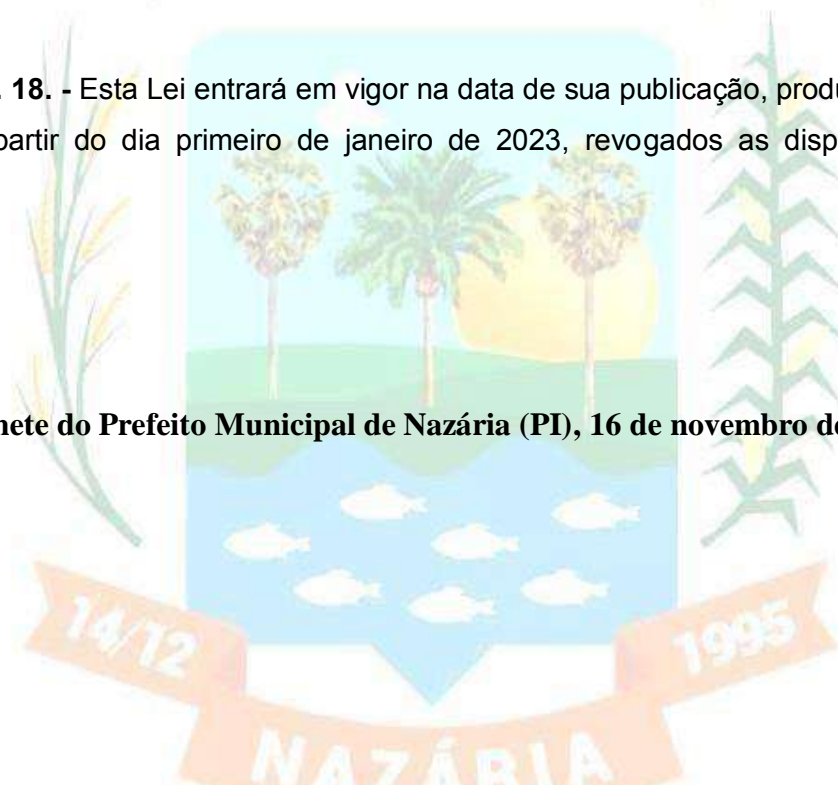 . 18. - Esta Lei entrará em vigor na data de sua publicação, produ
partir do dia primeiro de janeiro de 2023, revogados as disp
nete do Prefeito Municipal de Nazária (PI), 16 de novembro de
14/12
1995
NAZÁRIA